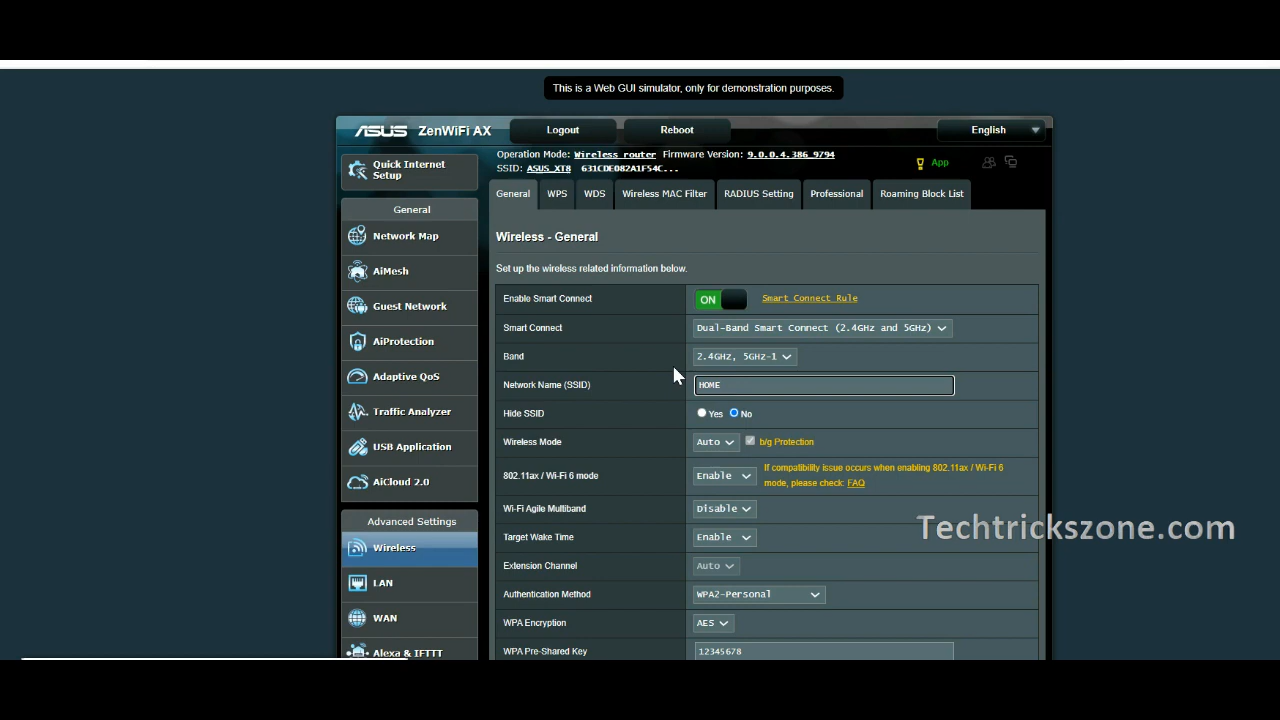 This is a Web GUI simulator, only for demonstration purposes.
ASUS ZenWiFi AX Logout Reboot English
Quick Internet Setup
Operation Mode: Wireless router Firmware Version: 9.0.0.4.386_9794
SSID: ASUS_XT8 631CDE082A1F54C...
App
General WPS WDS Wireless MAC Filter RADIUS Setting Professional Roaming Block List
General
Network Map
AiMesh
Guest Network
AiProtection
Adaptive QoS
Traffic Analyzer
USB Application
AiCloud 2.0
Advanced Settings
Wireless
LAN
WAN
Alexa & IFTTT
Wireless - General
Set up the wireless related information below.
Enable Smart Connect ON Smart Connect Rule
Smart Connect Dual-Band Smart Connect (2.4GHz and 5GHz)
Band 2.4GHz, 5GHz-1
Network Name (SSID) HOME
Hide SSID Yes No
Wireless Mode Auto b/g Protection
802.11ax / Wi-Fi 6 mode Enable If compatibility issue occurs when enabling 802.11ax / Wi-Fi 6
mode, please check: FAQ
Wi-Fi Agile Multiband Disable
Target Wake Time Enable
Extension Channel Auto
Authentication Method WPA2-Personal
WPA Encryption AES
WPA Pre-Shared Key 12345678
Techtrickszone.com